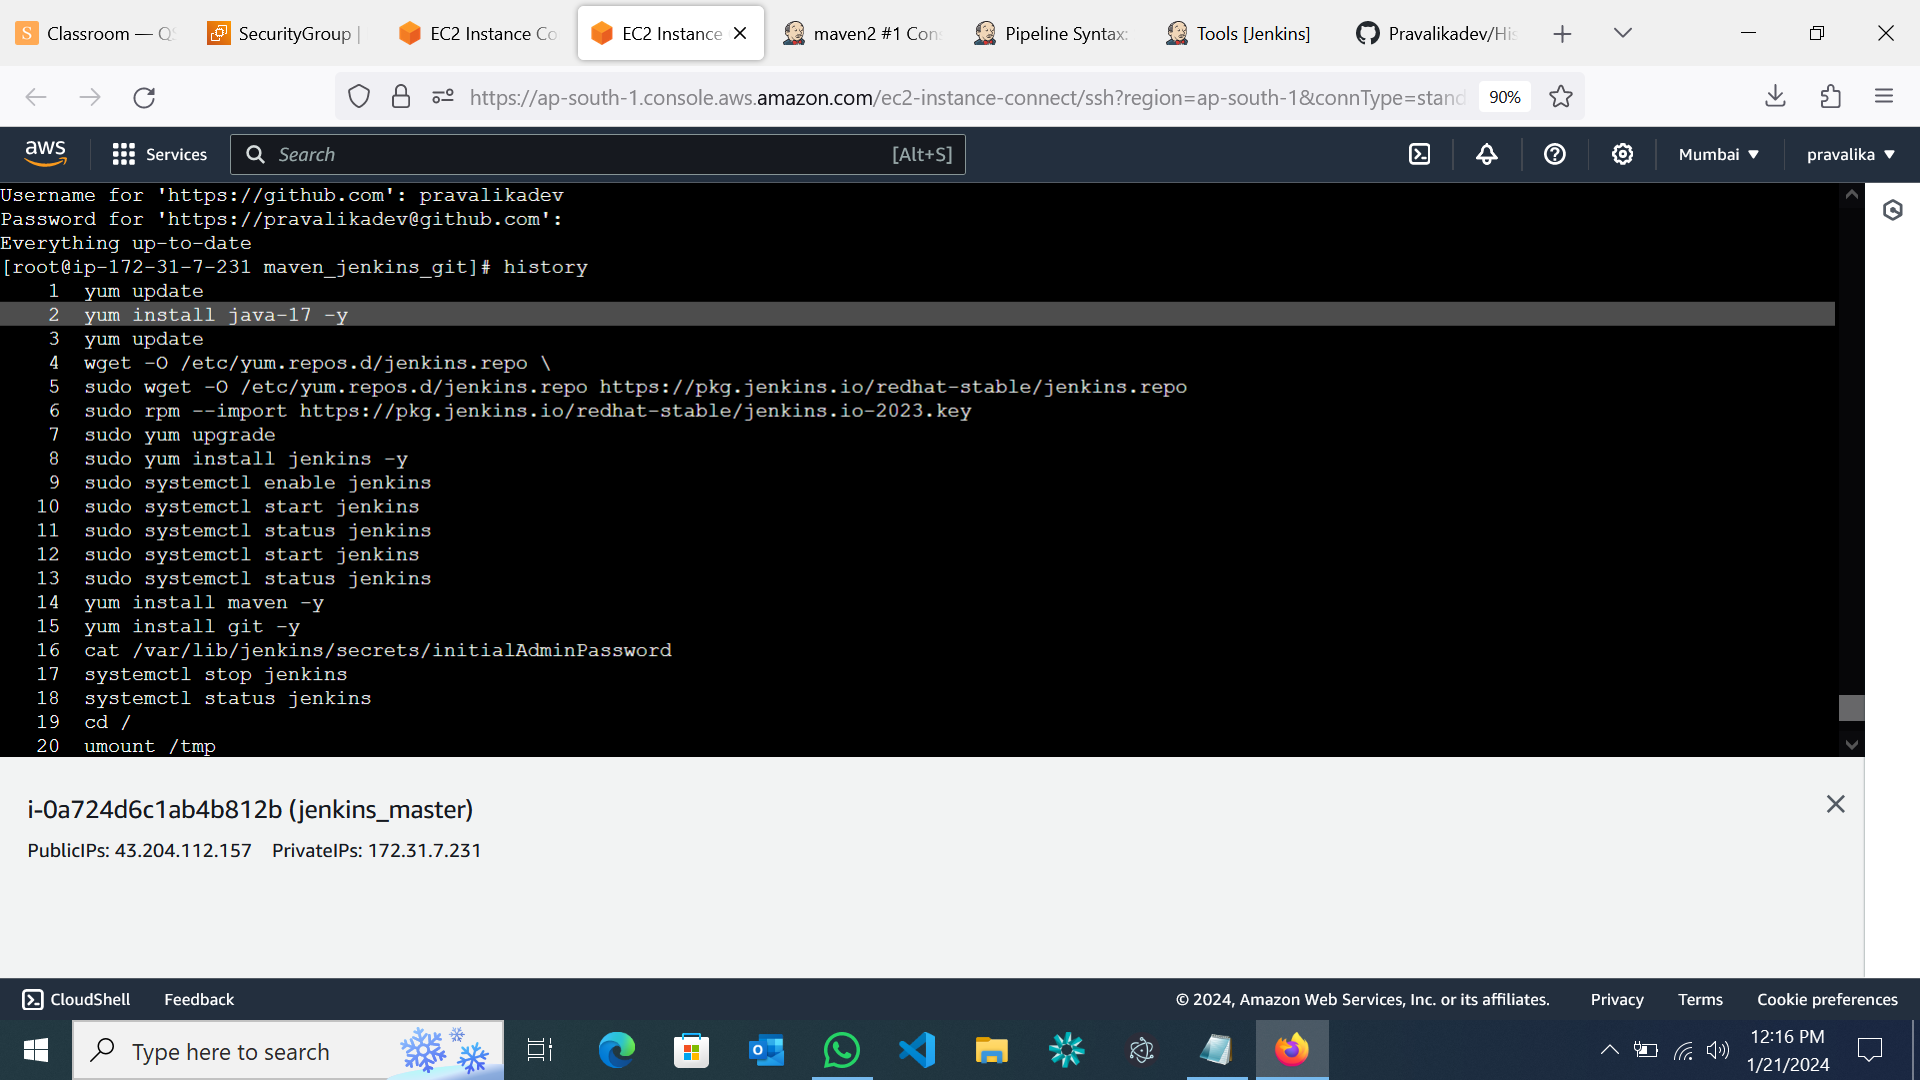 Classroom — QS
SecurityGroup |
EC2 Instance Co
EC2 Instance
maven2 #1 Cons
Pipeline Syntax:
Tools [Jenkins]
Pravalikadev/His
https://ap-south-1.console.aws.amazon.com/ec2-instance-connect/ssh?region=ap-south-1&connType=stand
90%
aws
Services
Search
[Alt+S]
Mumbai
pravalika
Username for 'https://github.com': pravalikadev
Password for 'https://pravalikadev@github.com':
Everything up-to-date
[root@ip-172-31-7-231 maven_jenkins_git]# history
1 yum update
2 yum install java-17 -y
3 yum update
4 wget -O /etc/yum.repos.d/jenkins.repo \
5 sudo wget -O /etc/yum.repos.d/jenkins.repo https://pkg.jenkins.io/redhat-stable/jenkins.repo
6 sudo rpm --import https://pkg.jenkins.io/redhat-stable/jenkins.io-2023.key
7 sudo yum upgrade
8 sudo yum install jenkins -y
9 sudo systemctl enable jenkins
10 sudo systemctl start jenkins
11 sudo systemctl status jenkins
12 sudo systemctl start jenkins
13 sudo systemctl status jenkins
14 yum install maven -y
15 yum install git -y
16 cat /var/lib/jenkins/secrets/initialAdminPassword
17 systemctl stop jenkins
18 systemctl status jenkins
19 cd /
20 umount /tmp
i-0a724d6c1ab4b812b (jenkins_master)
PublicIPs: 43.204.112.157 PrivateIPs: 172.31.7.231
CloudShell
Feedback
© 2024, Amazon Web Services, Inc. or its affiliates.
Privacy
Terms
Cookie preferences
Type here to search
12:16 PM
1/21/2024